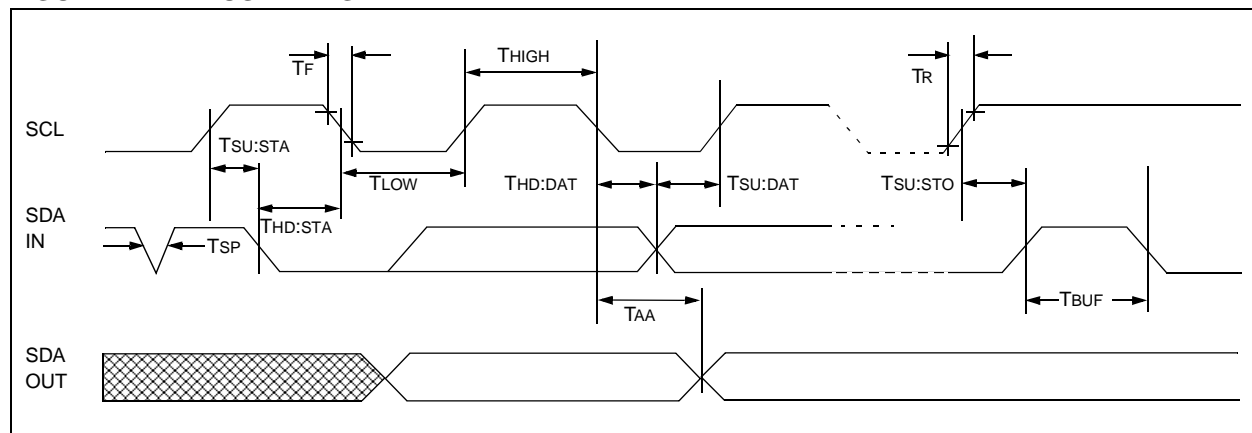 TF
THIGH
TR
SCL
TSU:STA
TLOW
THD:DAT
TSU:DAT
TSU:STO
SDA
IN
TSP
THD:STA
TAA
TBUF
SDA
OUT